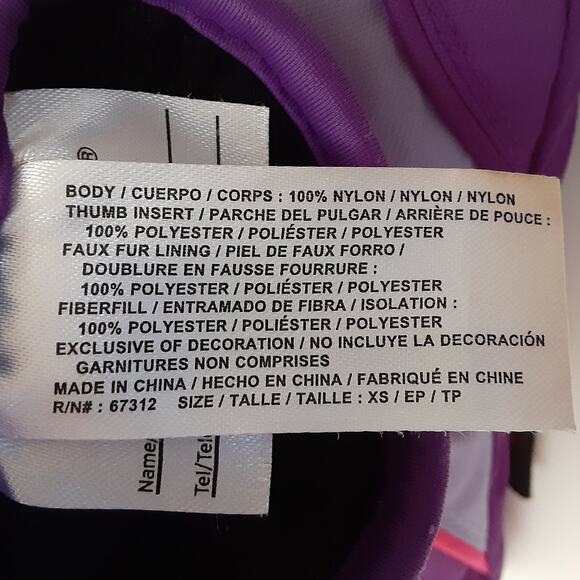 BODY / CUERPO / CORPS : 100% NYLON / NYLON / NYLON
THUMB INSERT / PARCHE DEL PULGAR / ARRIÈRE DE POUCE :
100% POLYESTER / POLIÉSTER / POLYESTER
FAUX FUR LINING / PIEL DE FAUX FORRO /
DOUBLURE EN FAUSSE FOURRURE :
100% POLYESTER / POLIÉSTER / POLYESTER
FIBERFILL / ENTRAMADO DE FIBRA / ISOLATION :
100% POLYESTER / POLIÉSTER / POLYESTER
EXCLUSIVE OF DECORATION / NO INCLUYE LA DECORACIÓN
GARNITURES NON COMPRISES
MADE IN CHINA / HECHO EN CHINA / FABRIQUÉ EN CHINE
R/N# : 67312 SIZE / TALLE / TAILLE : XS / EP / TP
®
Name/
Tel/Tel